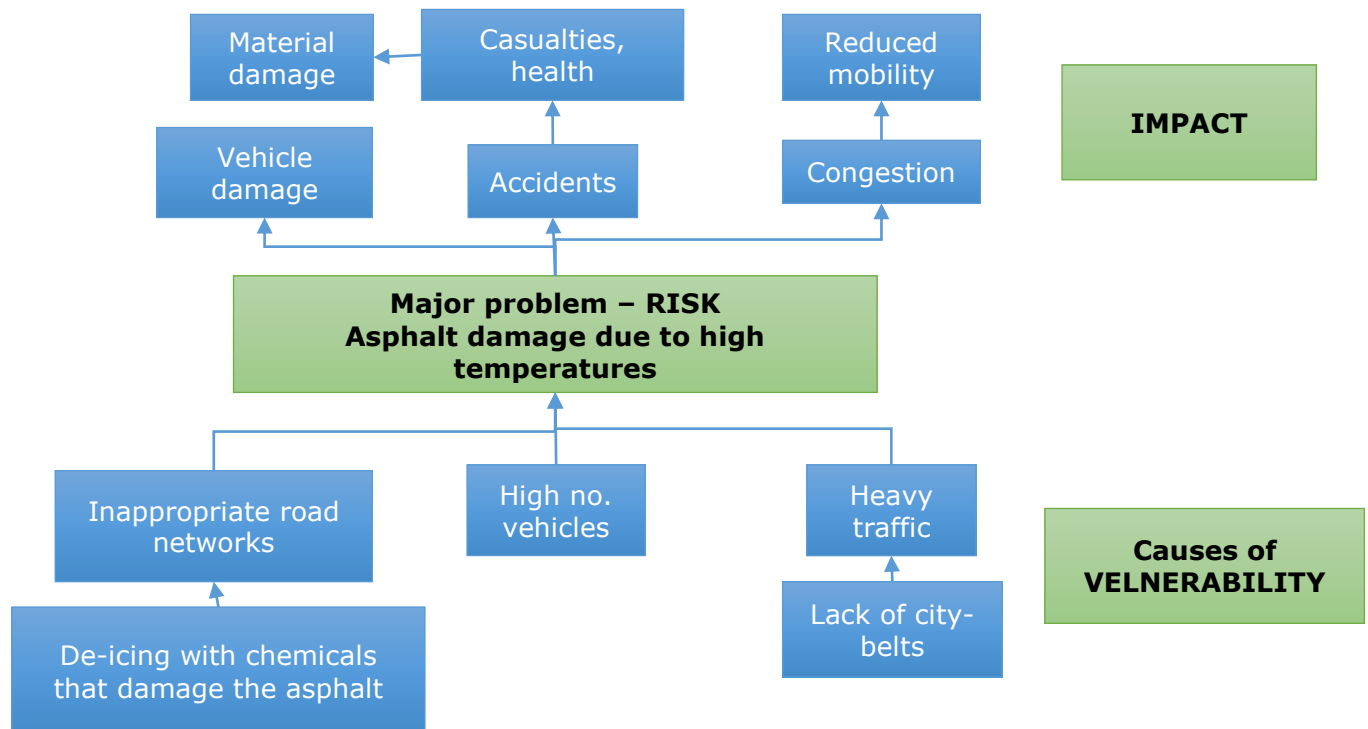 Material
damage
Casualties,
health
Reduced
mobility
IMPACT
Vehicle
damage
Accidents
Congestion
Major problem – RISK
Asphalt damage due to high
temperatures
Inappropriate road
networks
High no.
vehicles
Heavy
traffic
Causes of
VELNERABILITY
De-icing with chemicals
that damage the asphalt
Lack of city-
belts